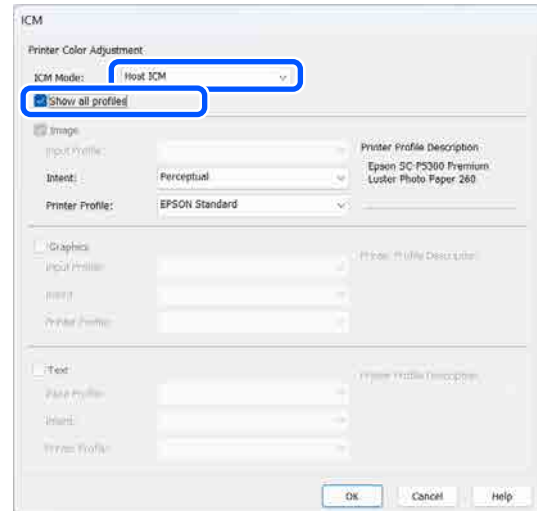 ICM
Printer Color Adjustment
ICM Mode: Host ICM
Show all profiles
Image
Input Profile:
Printer Profile Description
Epson SC-P5300 Premium
Luster Photo Paper 260
Intent: Perceptual
Printer Profile: EPSON Standard
Graphics
Printer Profile Description
Input Profile:
Intent:
Printer Profile:
Text
Printer Profile Description
Input Profile:
Intent:
Printer Profile:
OK Cancel Help